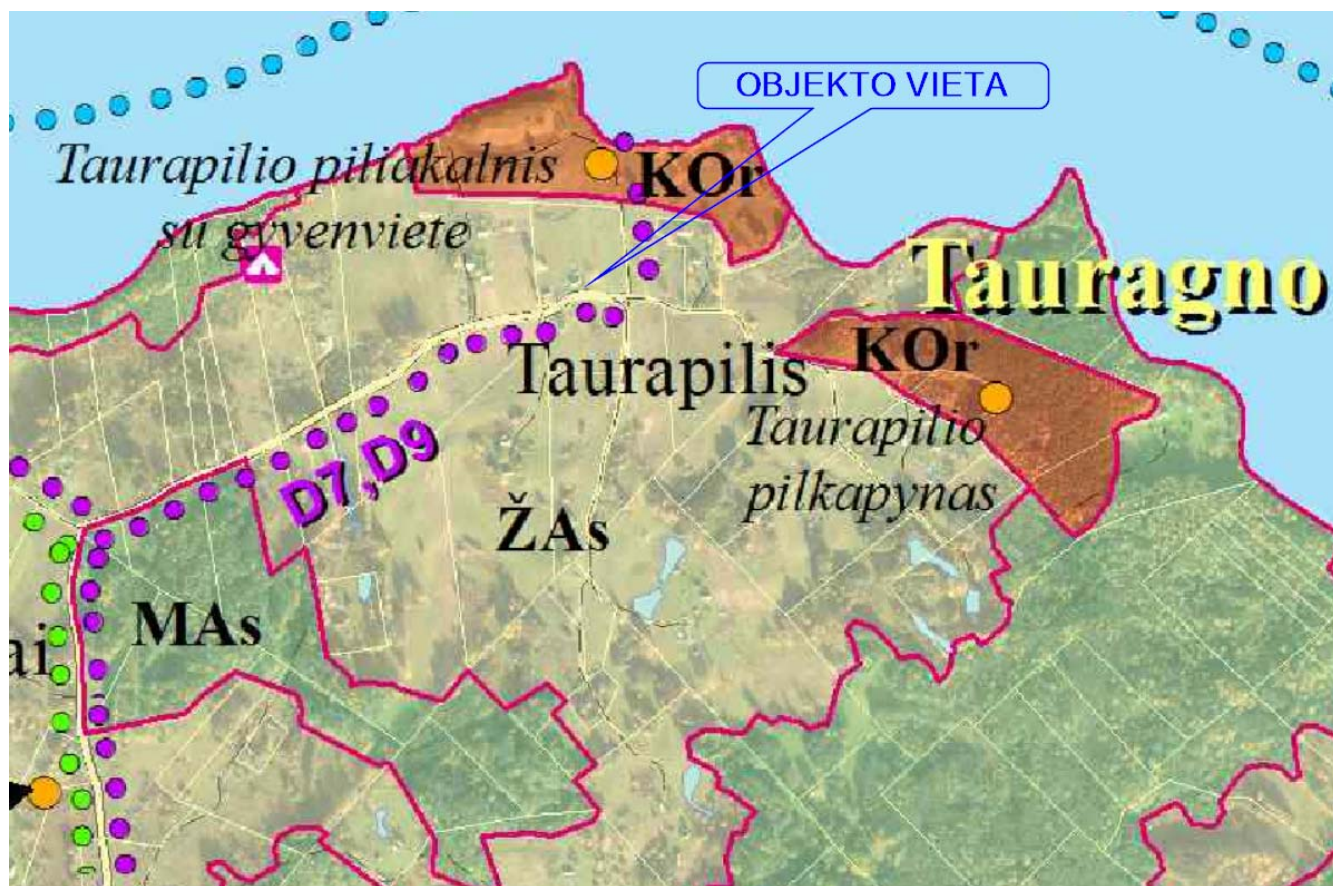 OBJEKTO VIETA
Taurapilio piliakalnis
su gyvenviete
KOr
Tauragno
KOr
Taurapilis
Taurapilio
pilkapynas
D7,D9
ŽAs
MAs
ai